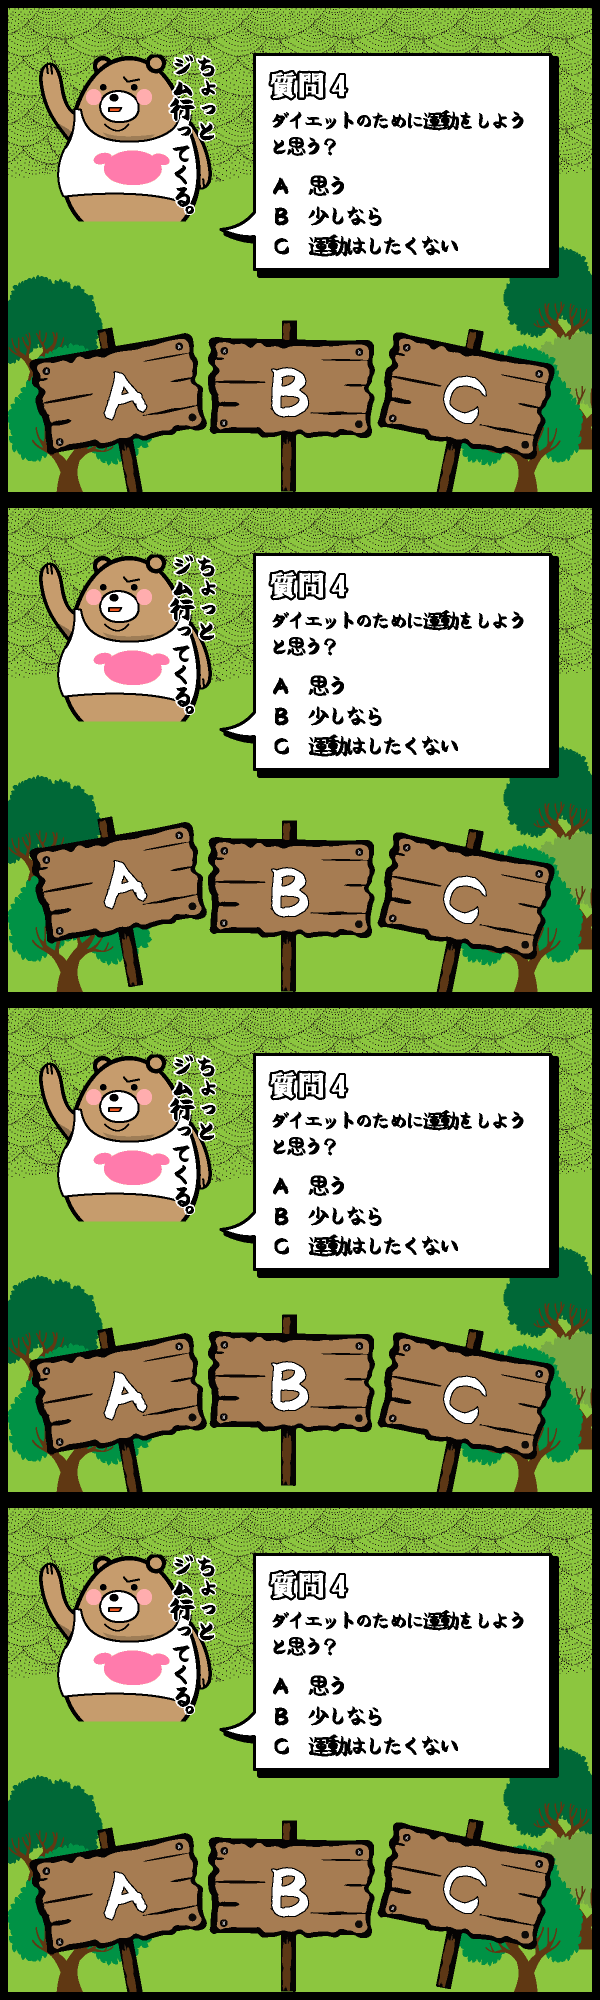 ちょっと
ジム行ってくる。
質問4
ダイエットのために運動をしよう
と思う?
A 思う
B 少しなら
C 運動はしたくない
A
B
C
ちょっと
ジム行ってくる。
質問4
ダイエットのために運動をしよう
と思う?
A 思う
B 少しなら
C 運動はしたくない
A
B
C
ちょっと
ジム行ってくる。
質問4
ダイエットのために運動をしよう
と思う?
A 思う
B 少しなら
C 運動はしたくない
A
B
C
ちょっと
ジム行ってくる。
質問4
ダイエットのために運動をしよう
と思う?
A 思う
B 少しなら
C 運動はしたくない
A
B
C